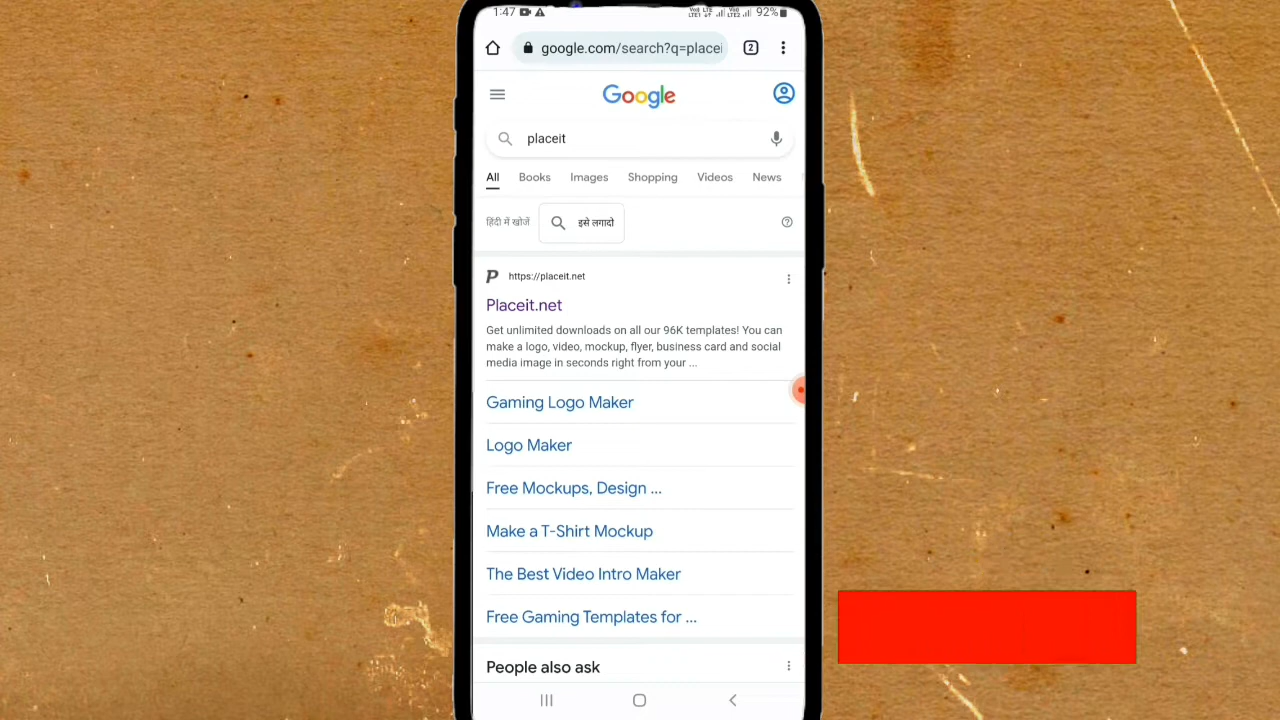 1:47 92%
google.com/search?q=placei 2
Google
placeit
All Books Images Shopping Videos News
हिंदी में खोजें इसे लगादो
https://placeit.net
Placeit.net
Get unlimited downloads on all our 96K templates! You can
make a logo, video, mockup, flyer, business card and social
media image in seconds right from your ...
Gaming Logo Maker
Logo Maker
Free Mockups, Design ...
Make a T-Shirt Mockup
The Best Video Intro Maker
Free Gaming Templates for ...
People also ask